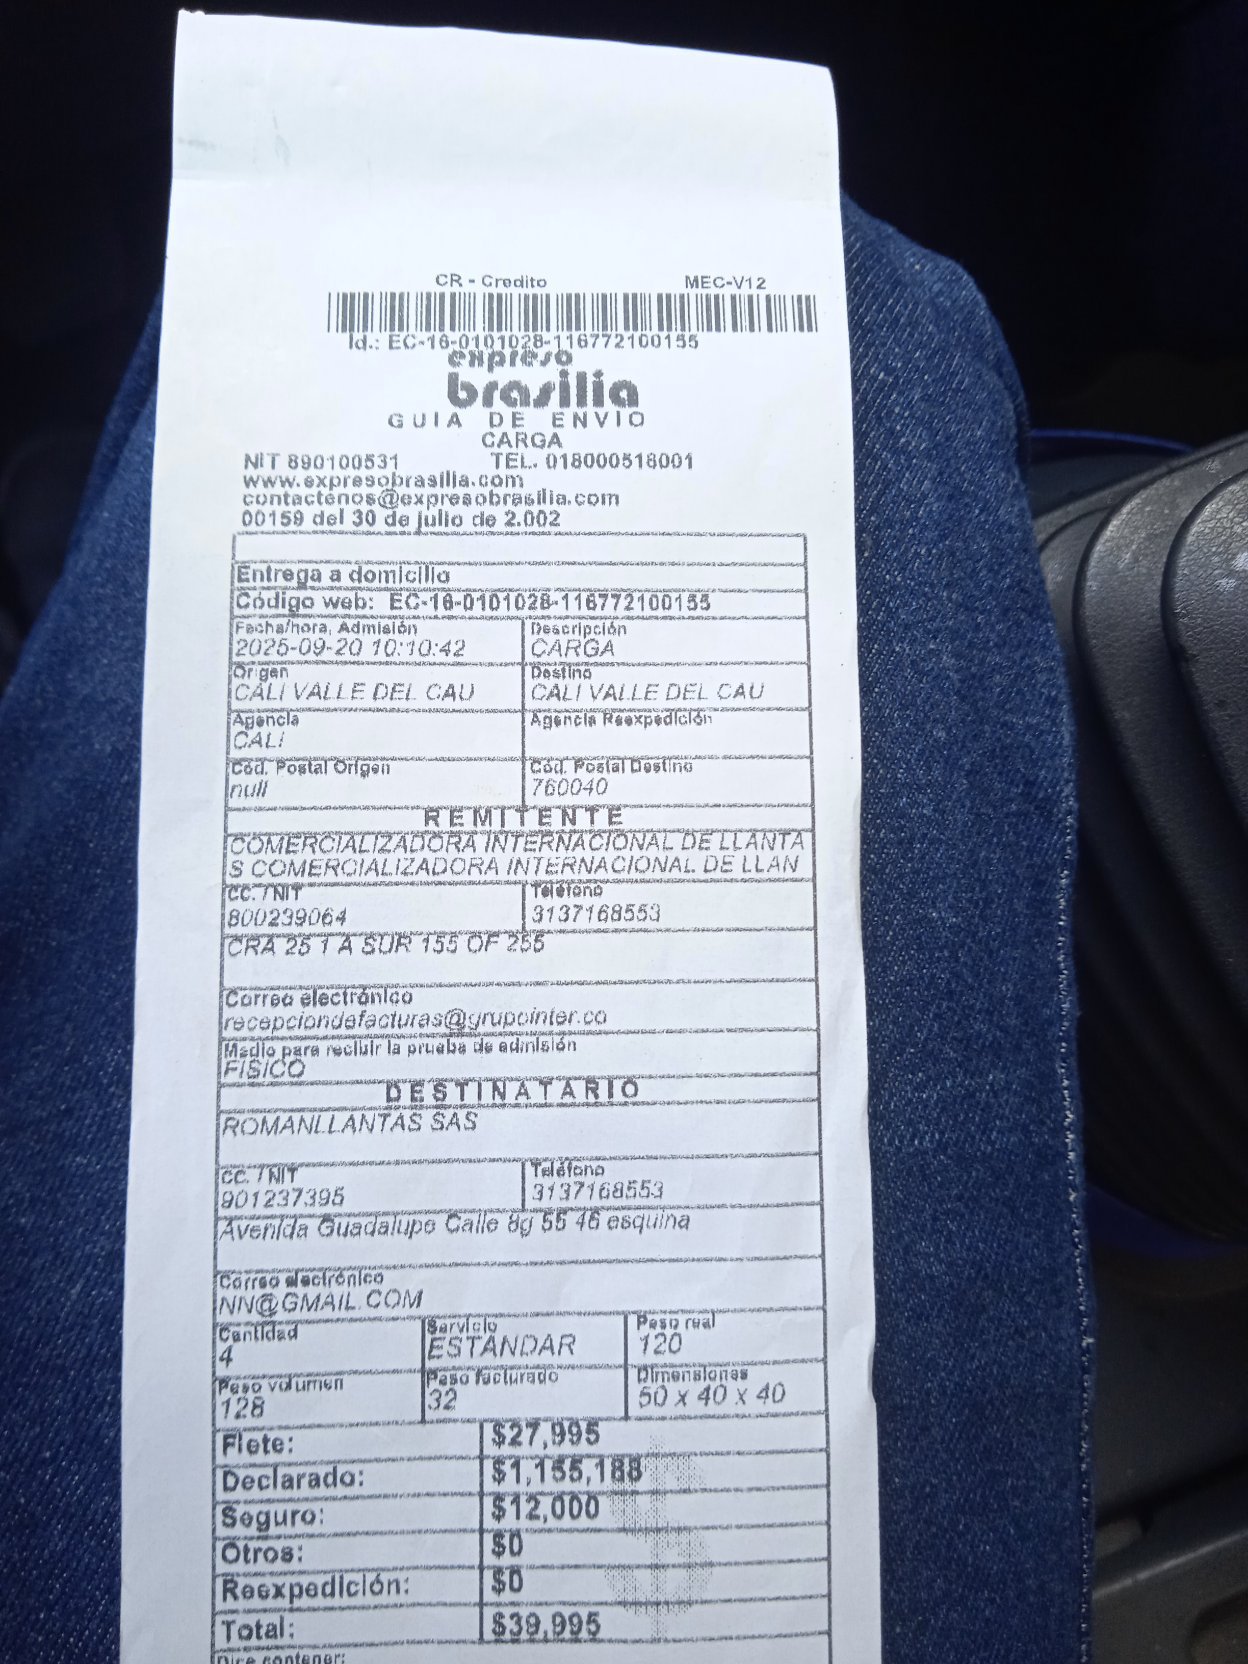 CR - Credito MEC-V12
Id.: EC-16-0101028-116772100155
expreso
brasilia
GUIA DE ENVIO
CARGA
NIT 890100531 TEL. 018000518001
www.expresobrasilia.com
contactenos@expresobrasilia.com
00159 del 30 de julio de 2.002
Entrega a domicilio
Código web: EC-16-0101028-116772100155
Fecha/hora, Admisión Descripción
2025-09-20 10:10:42 CARGA
Origen Destino
CALI VALLE DEL CAU CALI VALLE DEL CAU
Agencia Agencia Reexpedición
CALI
Cód. Postal Origen Cód. Postal Destino
null 760040
REMITENTE
COMERCIALIZADORA INTERNACIONAL DE LLANTA
S COMERCIALIZADORA INTERNACIONAL DE LLAN
CC. / NIT Teléfono
800239064 3137168553
CRA 25 1 A SUR 155 OF 255
Correo electrónico
recepciondefacturas@grupointer.co
Medio para recibir la prueba de admisión
FISICO
DESTINATARIO
ROMANLLANTAS SAS
CC. / NIT Teléfono
901237395 3137168553
Avenida Guadalupe Calle 8g 55 46 esquina
Correo electrónico
NN@GMAIL.COM
Cantidad Servicio Peso real
4 ESTANDAR 120
Peso volumen Peso facturado Dimensiones
128 32 50 x 40 x 40
Flete: $27,995
Declarado: $1,155,188
Seguro: $12,000
Otros: $0
Reexpedición: $0
Total: $39,995
Dice contener: